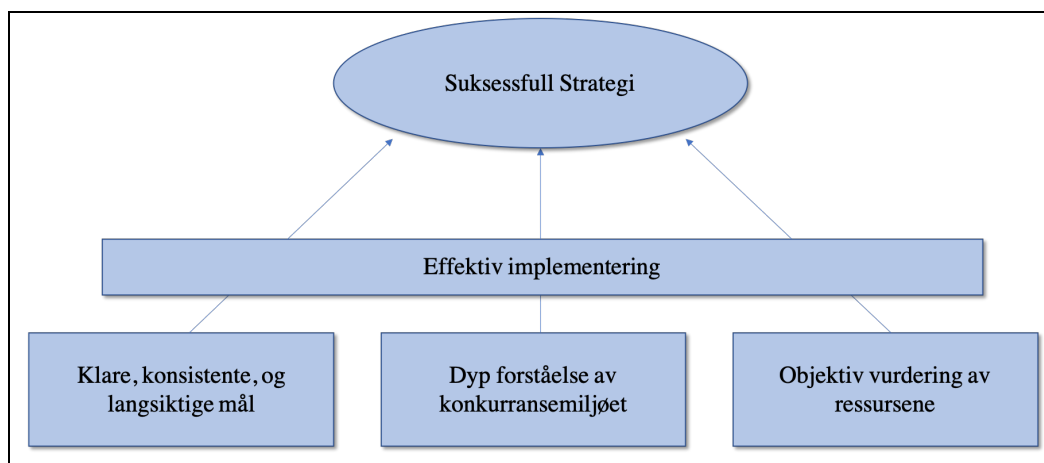 Suksessfull Strategi
Effektiv implementering
Klare, konsistente, og
langsiktige mål
Dyp forståelse av
konkurransemiljøet
Objektiv vurdering av
ressursene